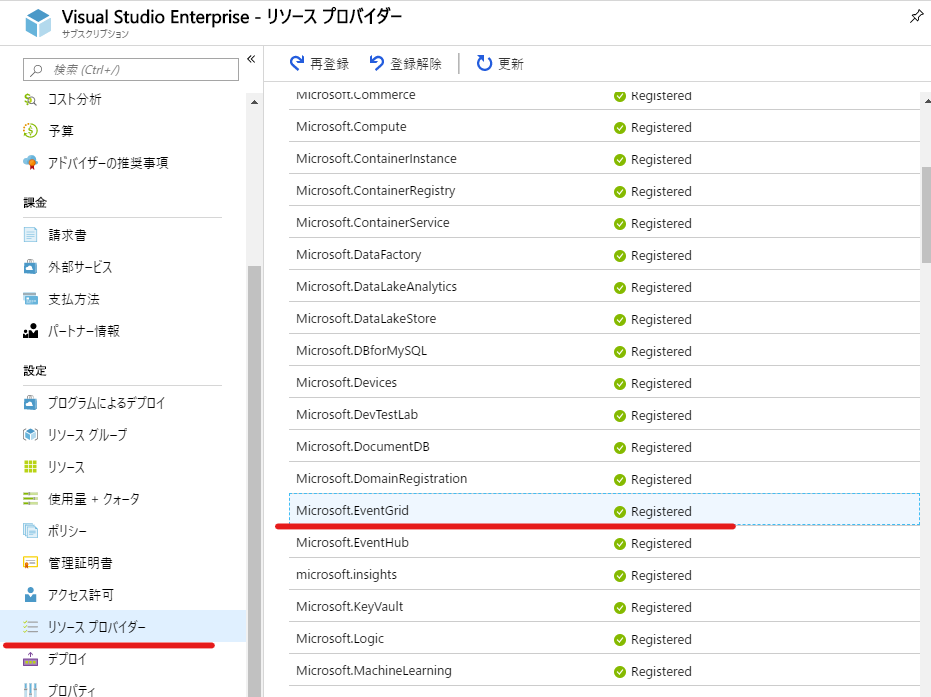 Visual Studio Enterprise - リソース プロバイダー
サブスクリプション
検索 (Ctrl+/)
«
コスト分析
予算
アドバイザーの推奨事項
課金
請求書
外部サービス
支払方法
パートナー情報
設定
プログラムによるデプロイ
リソース グループ
リソース
使用量 + クォータ
ポリシー
管理証明書
アクセス許可
リソース プロバイダー
デプロイ
プロパティ
再登録 登録解除 更新
Microsoft.Commerce Registered
Microsoft.Compute Registered
Microsoft.ContainerInstance Registered
Microsoft.ContainerRegistry Registered
Microsoft.ContainerService Registered
Microsoft.DataFactory Registered
Microsoft.DataLakeAnalytics Registered
Microsoft.DataLakeStore Registered
Microsoft.DBforMySQL Registered
Microsoft.Devices Registered
Microsoft.DevTestLab Registered
Microsoft.DocumentDB Registered
Microsoft.DomainRegistration Registered
Microsoft.EventGrid Registered
Microsoft.EventHub Registered
microsoft.insights Registered
Microsoft.KeyVault Registered
Microsoft.Logic Registered
Microsoft.MachineLearning Registered